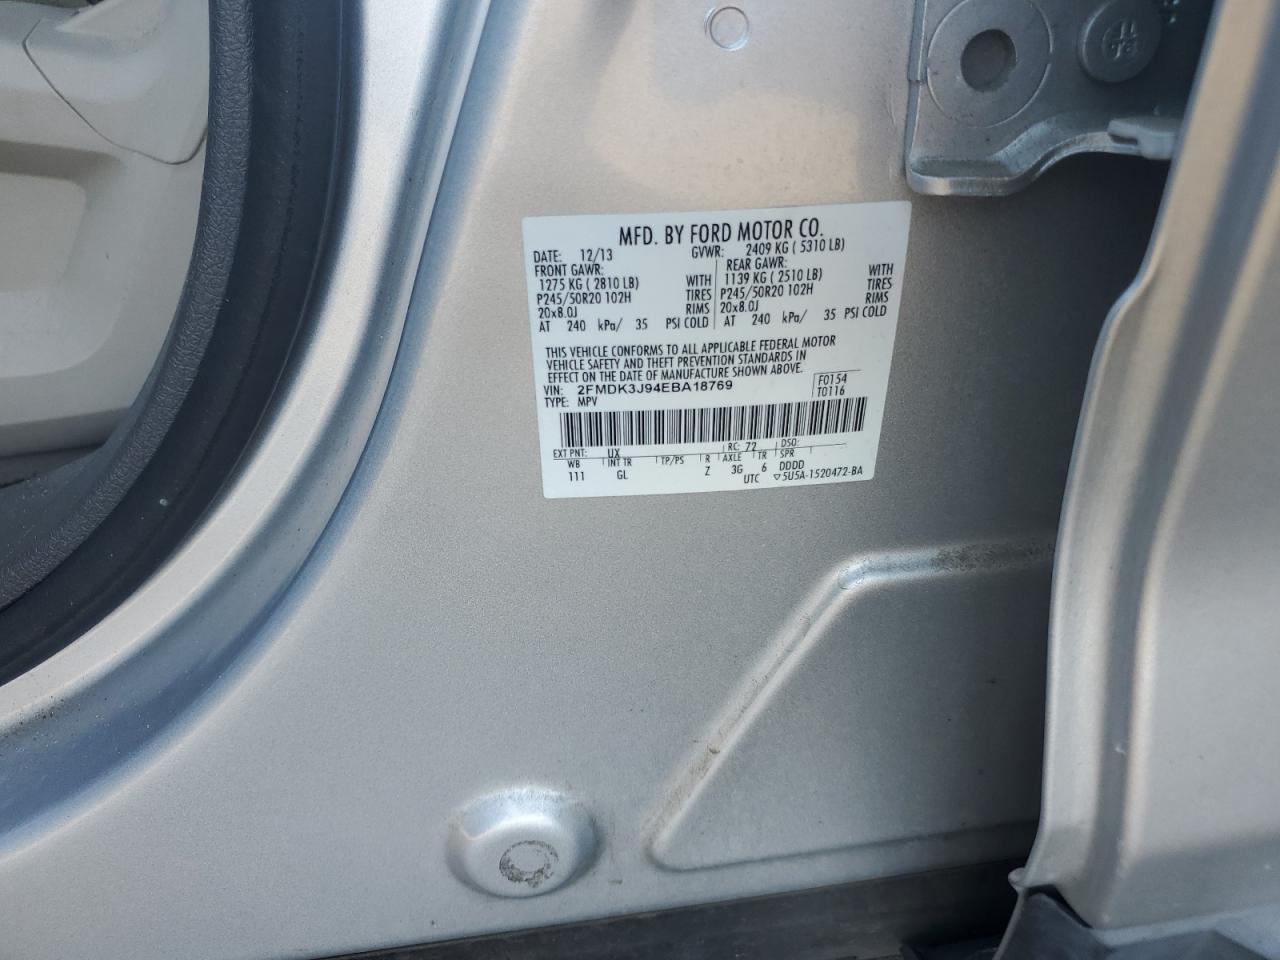 MFD. BY FORD MOTOR CO.
DATE: 12/13 GVWR: 2409 KG ( 5310 LB)
FRONT GAWR: REAR GAWR:
1275 KG ( 2810 LB) WITH 1139 KG ( 2510 LB) WITH
P245/50R20 102H TIRES P245/50R20 102H TIRES
20x8.0J RIMS 20x8.0J RIMS
AT 240 kPa/ 35 PSI COLD AT 240 kPa/ 35 PSI COLD
THIS VEHICLE CONFORMS TO ALL APPLICABLE FEDERAL MOTOR
VEHICLE SAFETY AND THEFT PREVENTION STANDARDS IN
EFFECT ON THE DATE OF MANUFACTURE SHOWN ABOVE.
VIN: 2FMDK3J94EBA18769 F0154
TYPE: MPV T0116
EXT PNT: UX RC: 72 DSO:
WB INT TR TP/PS R AXLE TR SPR
111 GL Z 3G 6 DDDD
UTC ▽5U5A-1520472-BA